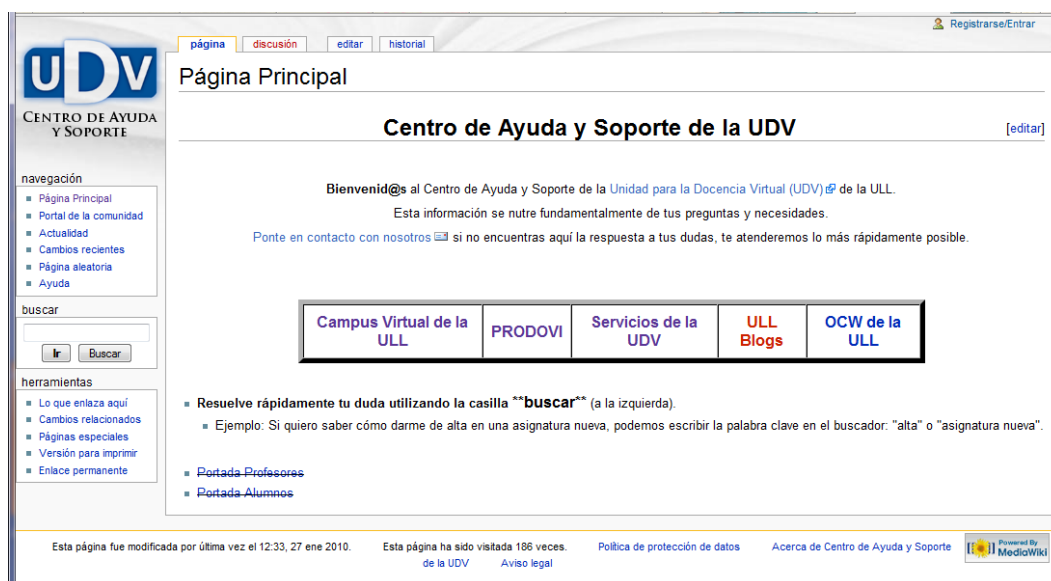 Registrarse/Entrar
página discusión editar historial
UDV
CENTRO DE AYUDA
Y SOPORTE
Página Principal
Centro de Ayuda y Soporte de la UDV [editar]
Bienvenid@s al Centro de Ayuda y Soporte de la Unidad para la Docencia Virtual (UDV) de la ULL.
Esta información se nutre fundamentalmente de tus preguntas y necesidades.
Ponte en contacto con nosotros si no encuentras aquí la respuesta a tus dudas, te atenderemos lo más rápidamente posible.
navegación
Página Principal
Portal de la comunidad
Actualidad
Cambios recientes
Página aleatoria
Ayuda
buscar
Ir Buscar
herramientas
Lo que enlaza aquí
Cambios relacionados
Páginas especiales
Versión para imprimir
Enlace permanente
Campus Virtual de la
ULL
PRODOVI
Servicios de la
UDV
ULL
Blogs
OCW de la
ULL
Resuelve rápidamente tu duda utilizando la casilla **buscar** (a la izquierda).
Ejemplo: Si quiero saber cómo darme de alta en una asignatura nueva, podemos escribir la palabra clave en el buscador: "alta" o "asignatura nueva".
Portada Profesores
Portada Alumnos
Esta página fue modificada por última vez el 12:33, 27 ene 2010. Esta página ha sido visitada 186 veces. Política de protección de datos Acerca de Centro de Ayuda y Soporte
de la UDV Aviso legal
Powered By
MediaWiki